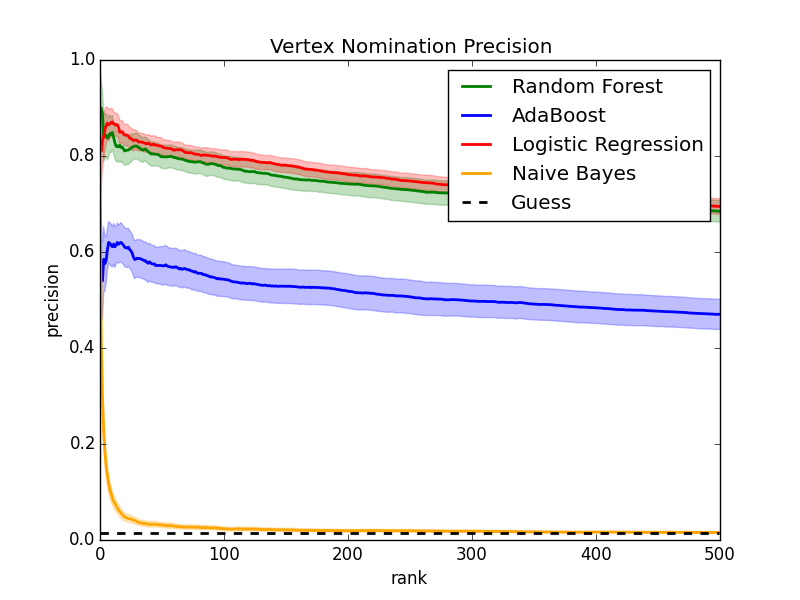 Vertex Nomination Precision
1.0
0.8
0.6
0.4
0.2
0.0
precision
Random Forest
AdaBoost
Logistic Regression
Naive Bayes
Guess
0 100 200 300 400 500
rank